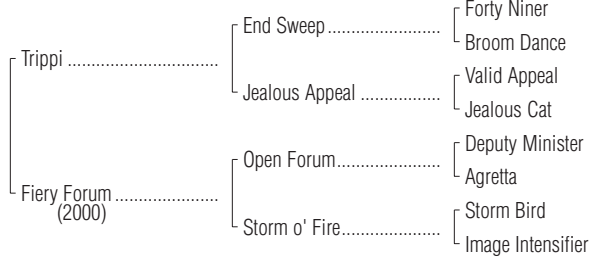 Forty Niner
End Sweep
Broom Dance
Trippi
Valid Appeal
Jealous Appeal
Jealous Cat
Deputy Minister
Open Forum
Agretta
Fiery Forum
(2000)
Storm Bird
Storm o' Fire
Image Intensifier